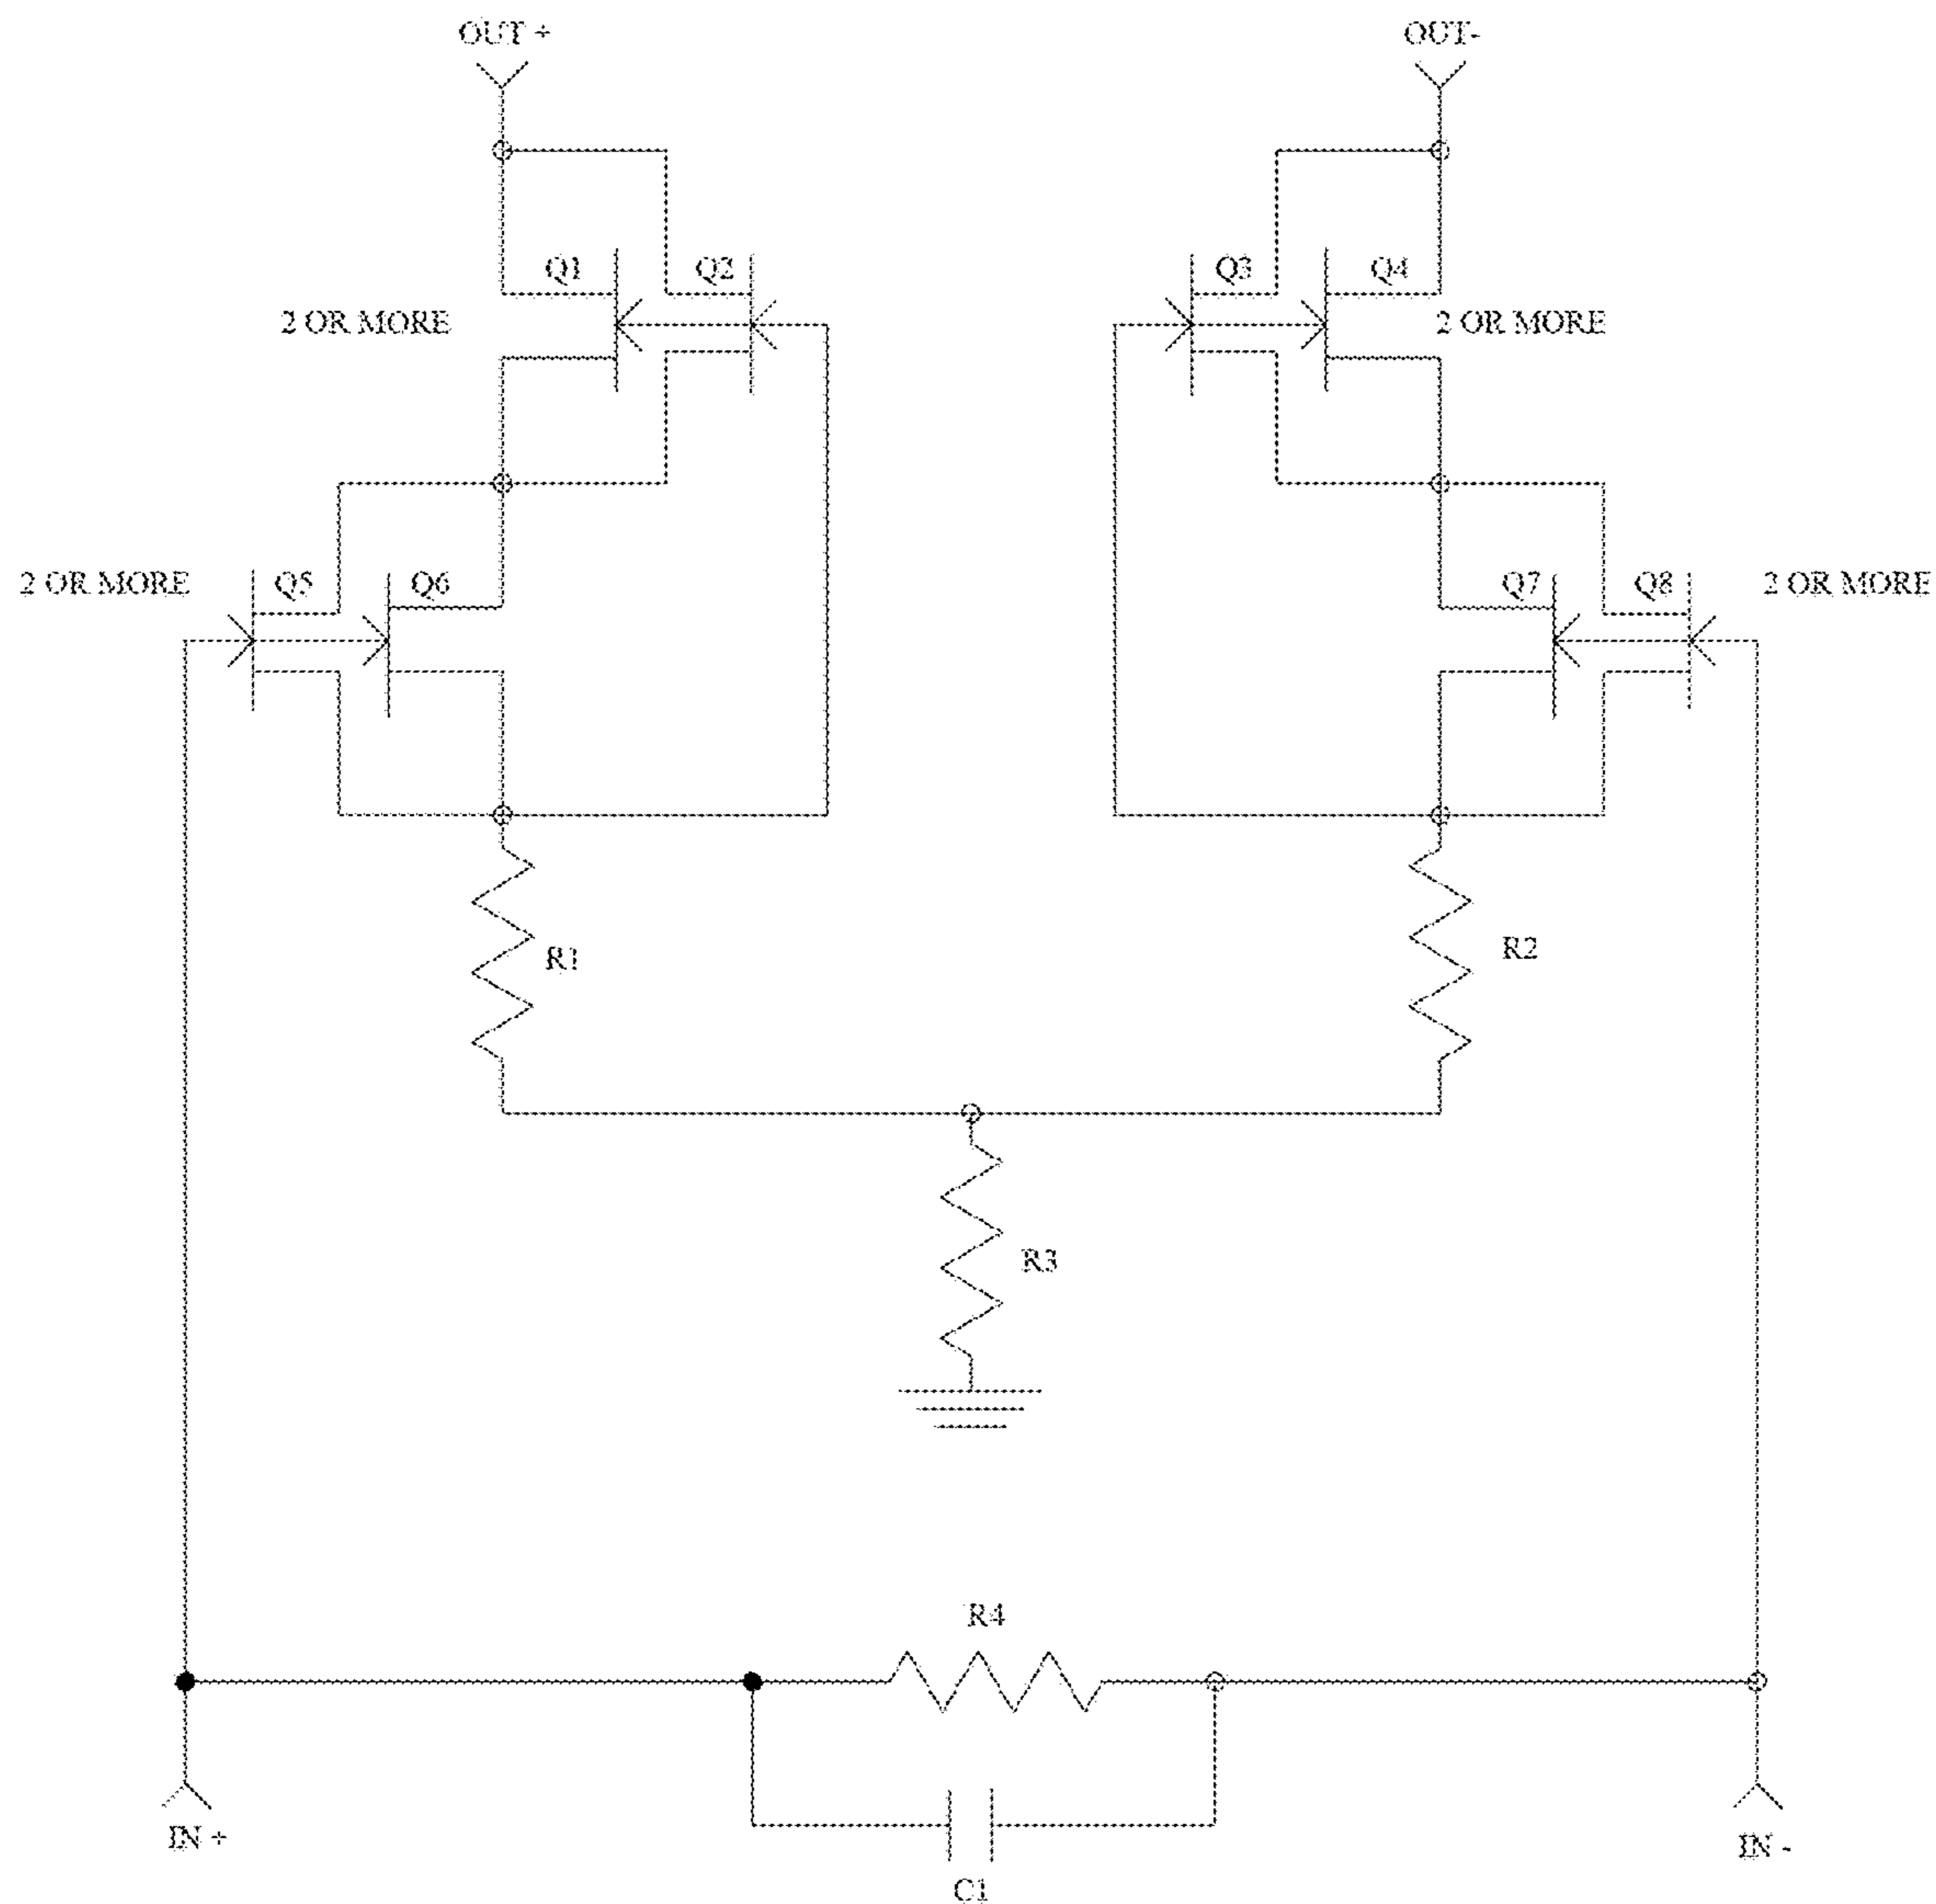 OUT +
OUT-
Q1
Q2
Q3
Q4
2 OR MORE
2 OR MORE
2 OR MORE
Q5
Q6
Q7
Q8
2 OR MORE
R1
R2
R3
R4
IN +
IN -
C1